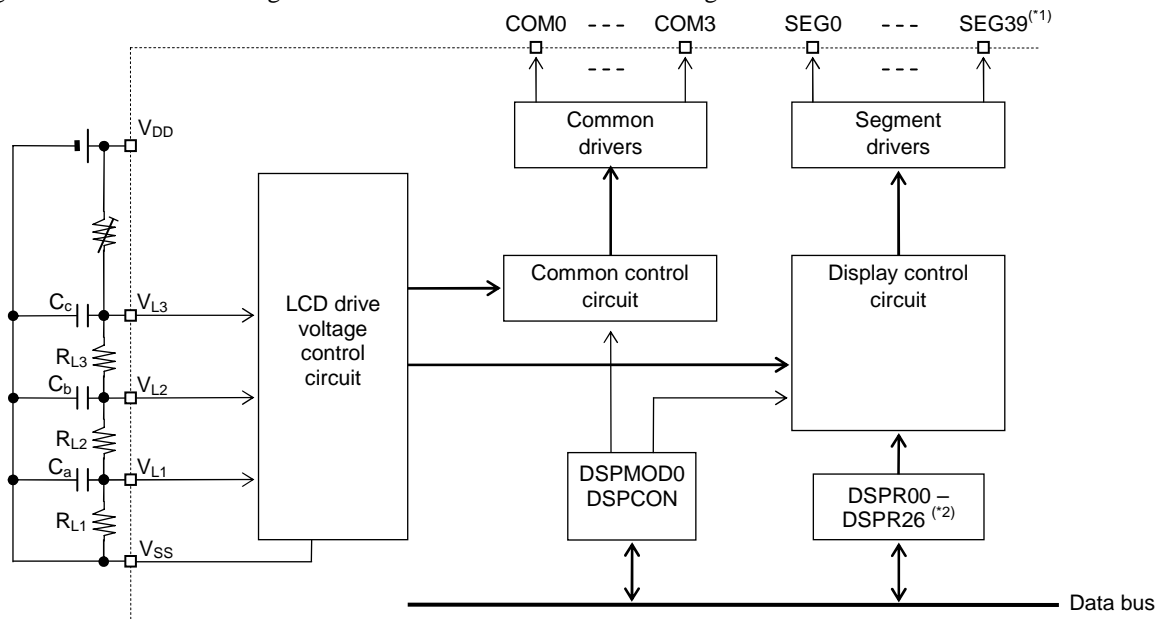 COM0 --- COM3 SEG0 --- SEG39(*1)
--- ---
VDD
Common
drivers
Segment
drivers
LCD drive
voltage
control
circuit
Common control
circuit
Display control
circuit
Cc VL3
RL3
Cb VL2
RL2
Ca VL1
RL1
VSS
DSPMOD0
DSPCON
DSPR00 –
DSPR26 (*2)
Data bus